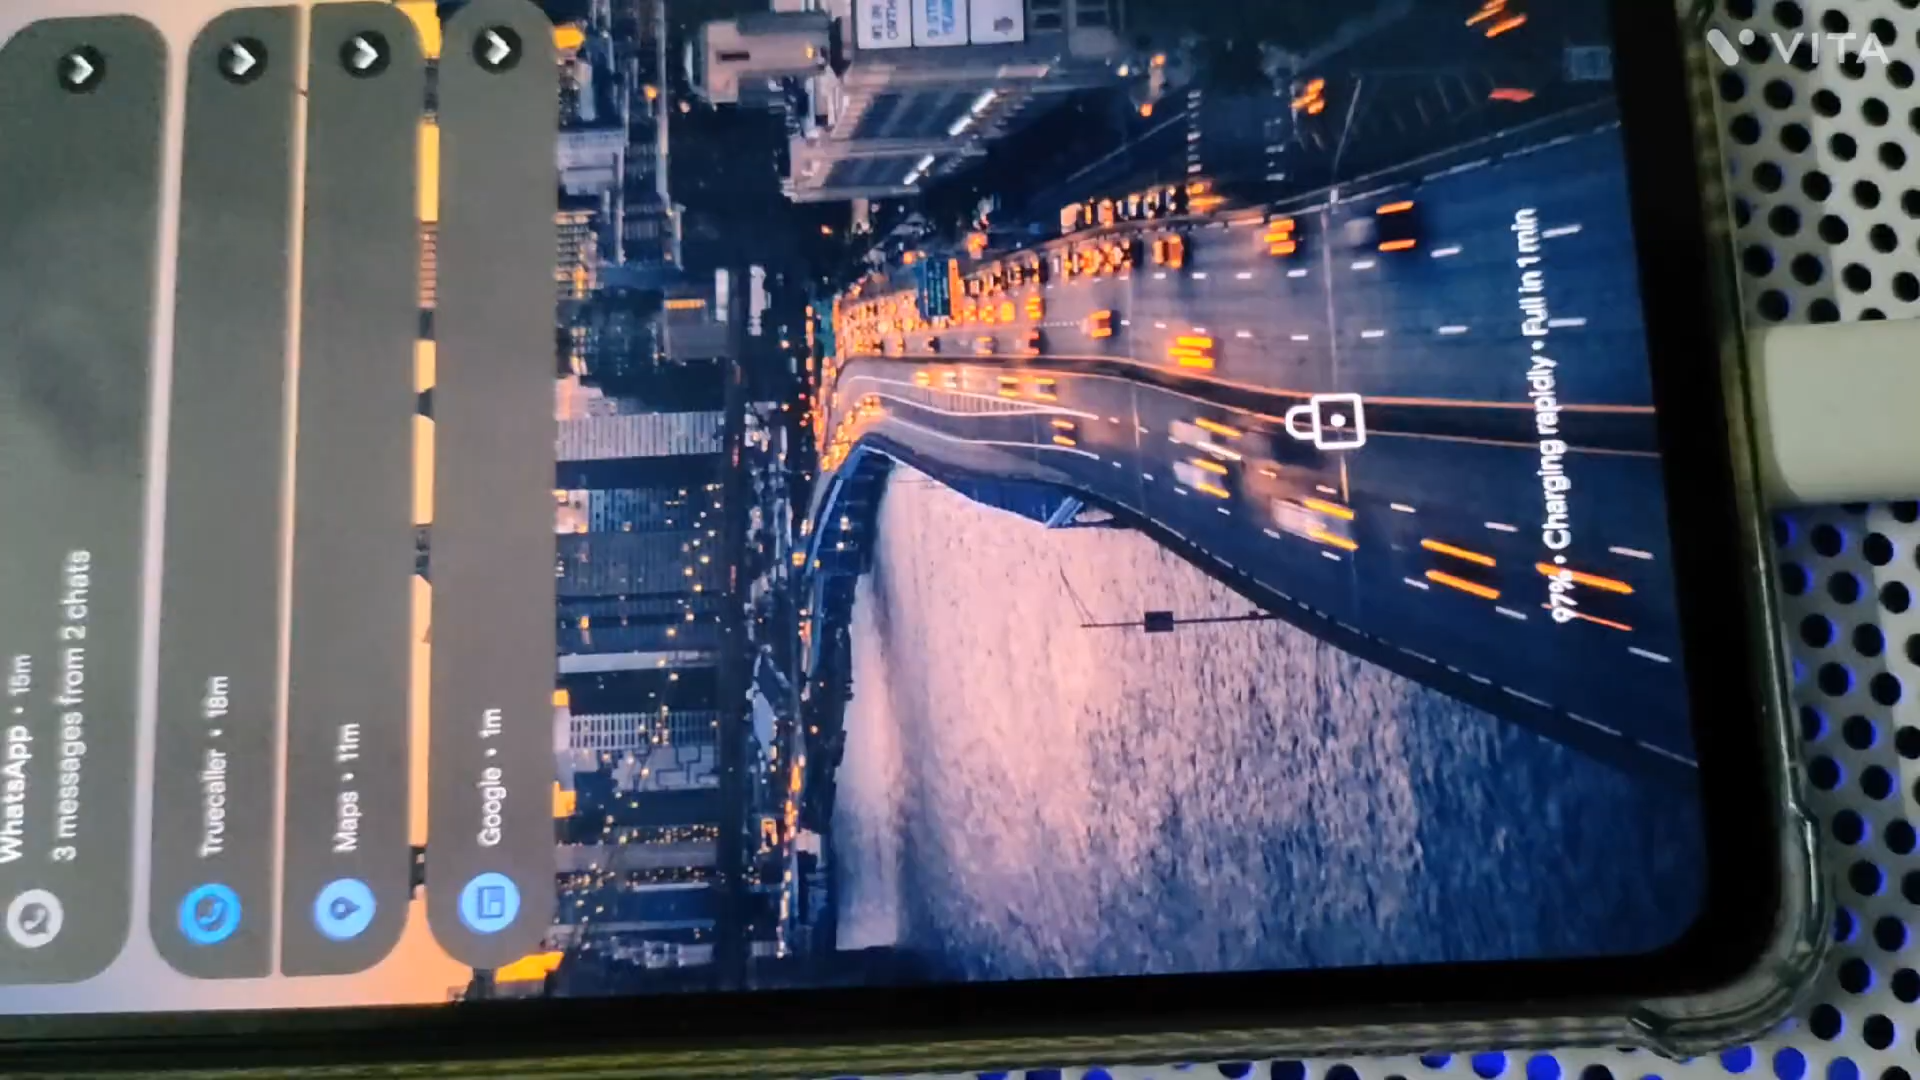 WhatsApp • 15m
3 messages from 2 chats
Truecaller • 18m
Maps • 11m
Google • 1m
97% • Charging rapidly • Full in 1 min
VITA